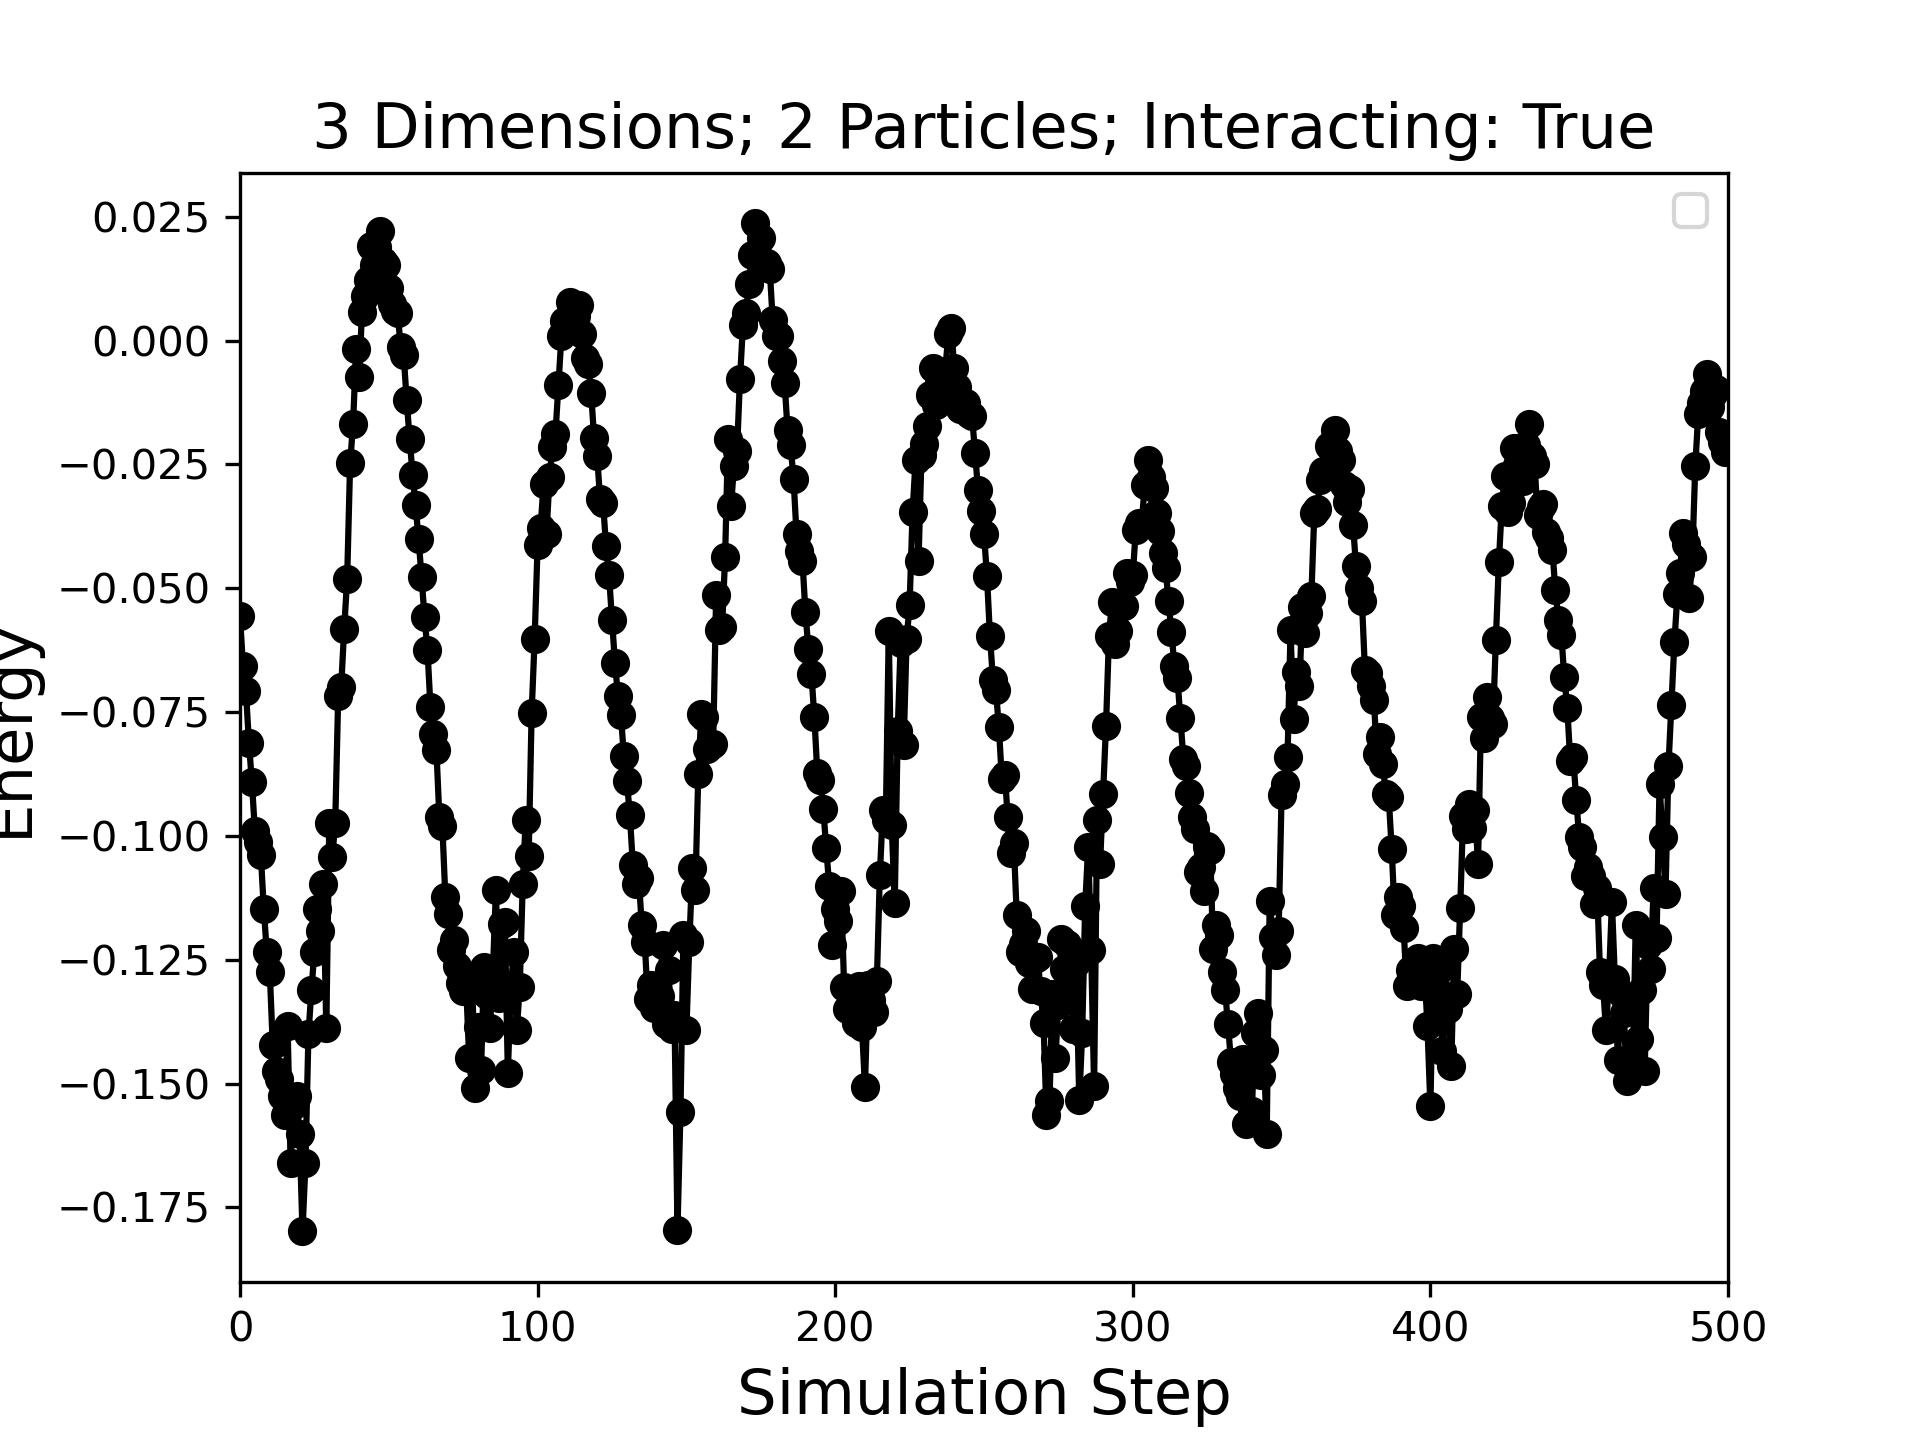 3 Dimensions; 2 Particles; Interacting: True
0.025
0.000
−0.025
−0.050
−0.075
−0.100
−0.125
−0.150
−0.175
Energy
0 100 200 300 400 500
Simulation Step